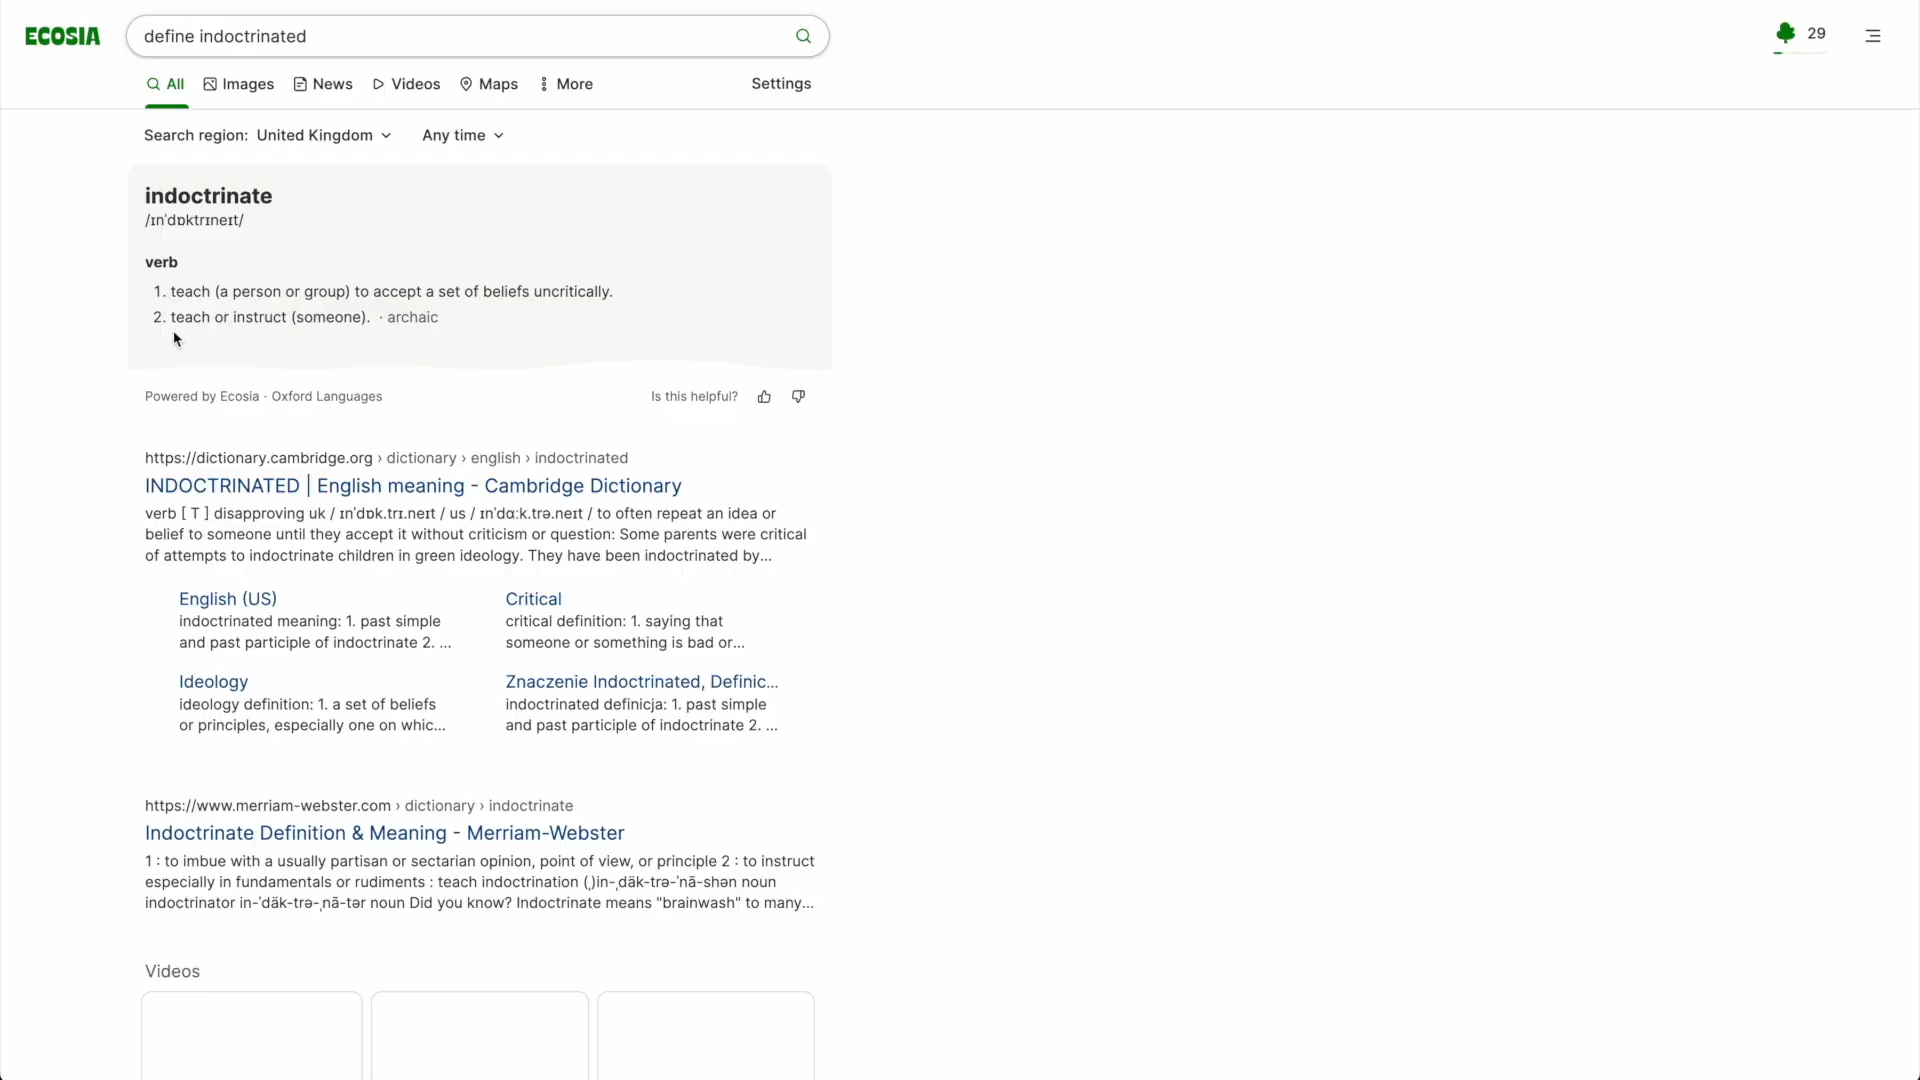 ECOSIA
define indoctrinated
29
All
Images
News
Videos
Maps
More
Settings
Search region: United Kingdom
Any time
indoctrinate
/ɪnˈdɒktrɪneɪt/
verb
1. teach (a person or group) to accept a set of beliefs uncritically.
2. teach or instruct (someone). · archaic
Powered by Ecosia · Oxford Languages
Is this helpful?
https://dictionary.cambridge.org › dictionary › english › indoctrinated
INDOCTRINATED | English meaning - Cambridge Dictionary
verb [ T ] disapproving uk / ɪnˈdɒk.trɪ.neɪt / us / ɪnˈdɑːk.trə.neɪt / to often repeat an idea or
belief to someone until they accept it without criticism or question: Some parents were critical
of attempts to indoctrinate children in green ideology. They have been indoctrinated by...
English (US)
indoctrinated meaning: 1. past simple
and past participle of indoctrinate 2. ...
Critical
critical definition: 1. saying that
someone or something is bad or...
Ideology
ideology definition: 1. a set of beliefs
or principles, especially one on whic...
Znaczenie Indoctrinated, Definic...
indoctrinated definicja: 1. past simple
and past participle of indoctrinate 2. ...
https://www.merriam-webster.com › dictionary › indoctrinate
Indoctrinate Definition & Meaning - Merriam-Webster
1 : to imbue with a usually partisan or sectarian opinion, point of view, or principle 2 : to instruct
especially in fundamentals or rudiments : teach indoctrination (ˌ)in-ˌdäk-trə-ˈnā-shən noun
indoctrinator in-ˈdäk-trə-ˌnā-tər noun Did you know? Indoctrinate means "brainwash" to many...
Videos